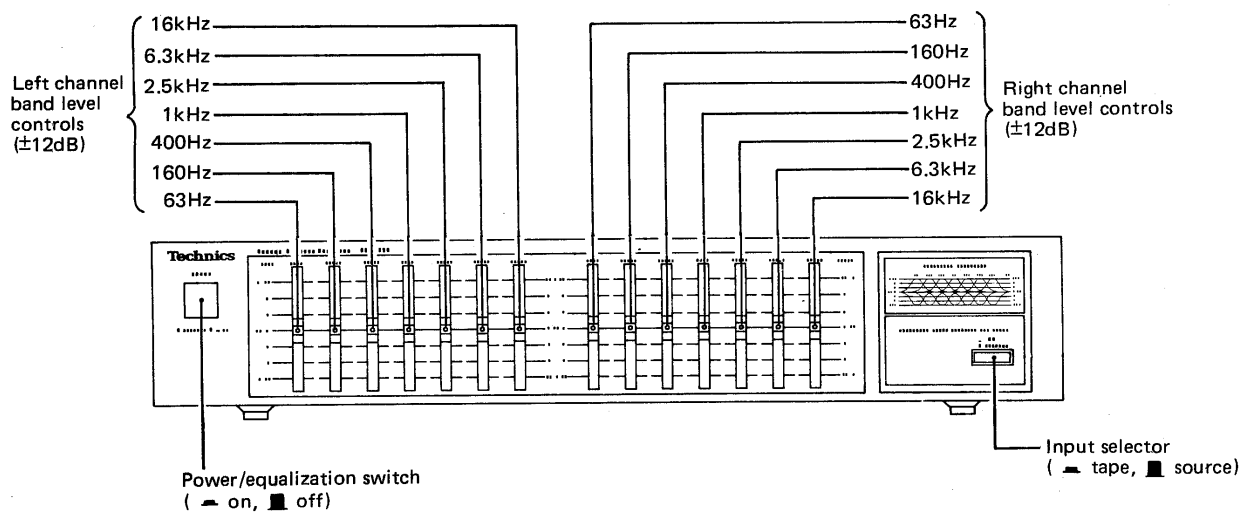 16kHz
6.3kHz
2.5kHz
1kHz
400Hz
160Hz
63Hz
Left channel
band level
controls
(±12dB)
63Hz
160Hz
400Hz
1kHz
2.5kHz
6.3kHz
16kHz
Right channel
band level controls
(±12dB)
Technics
Power/equalization switch
( on, off)
Input selector
( tape, source)